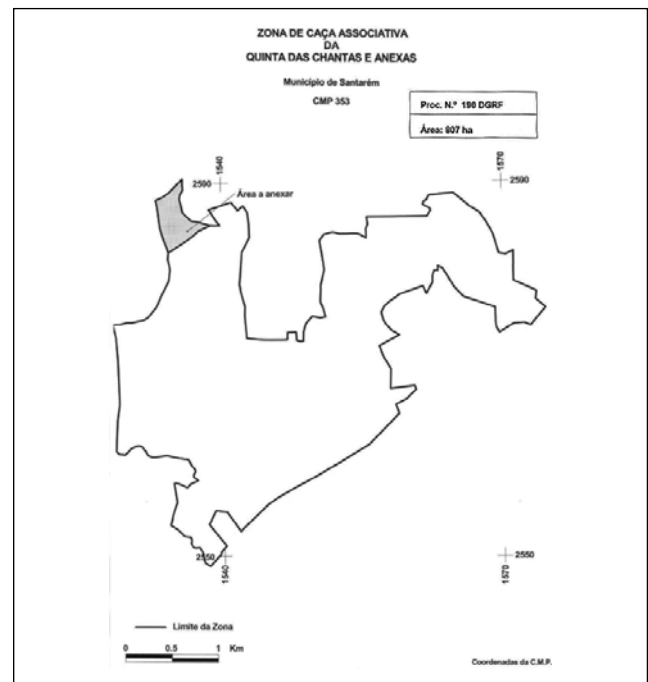 ZONA DE CAÇA ASSOCIATIVA
DA
QUINTA DAS CHANTAS E ANEXAS
Município de Santarém
CMP 353
Proc. N.º 190 DGRF
Área: 807 ha
1540
1570
2590
2590
Área a anexar
2550
2550
1540
1570
Limite da Zona
0 0.5 1 Km
Coordenadas da C.M.P.